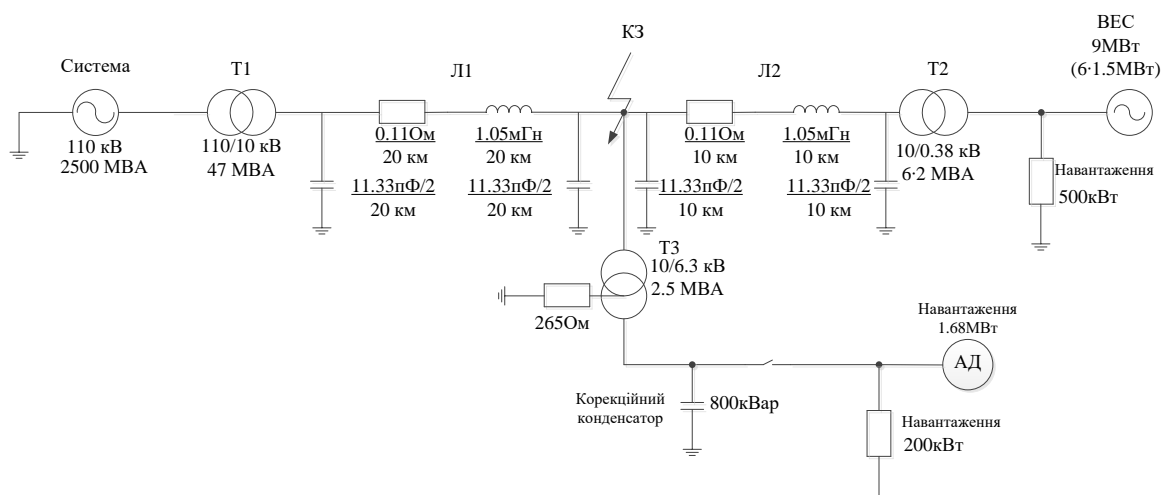 Система
110 кВ
2500 МВА
Т1
110/10 кВ
47 МВА
Л1
0.11Ом
20 км
1.05мГн
20 км
11.33пФ/2
20 км
11.33пФ/2
20 км
КЗ
Л2
0.11Ом
10 км
1.05мГн
10 км
11.33пФ/2
10 км
11.33пФ/2
10 км
Т2
10/0.38 кВ
6·2 МВА
ВЕС
9МВт
(6·1.5МВт)
Навантаження
500кВт
Т3
10/6.3 кВ
2.5 МВА
265Ом
Корекційний
конденсатор
800кВар
Навантаження
1.68МВт
АД
Навантаження
200кВт